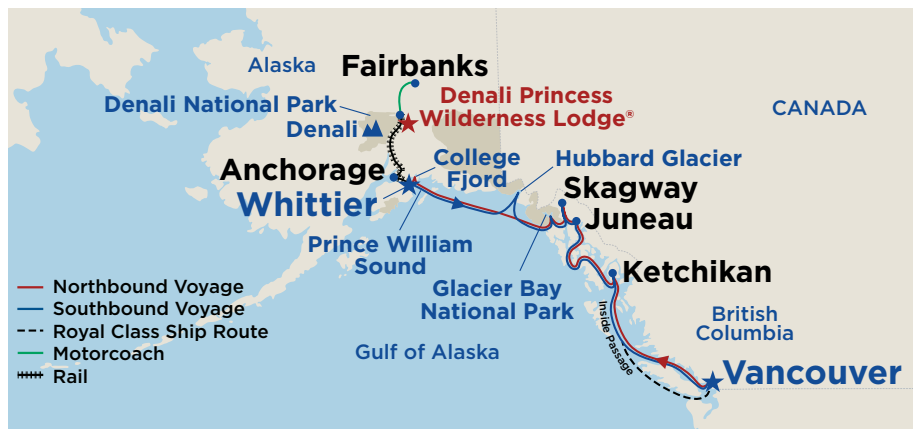 Alaska
Fairbanks
Denali National Park
Denali
Denali Princess
Wilderness Lodge®
CANADA
Anchorage
Whittier
College
Fjord
Hubbard Glacier
Skagway
Juneau
Prince William
Sound
Glacier Bay
National Park
Ketchikan
Northbound Voyage
Southbound Voyage
Royal Class Ship Route
Motorcoach
Rail
Gulf of Alaska
Inside Passage
British
Columbia
Vancouver